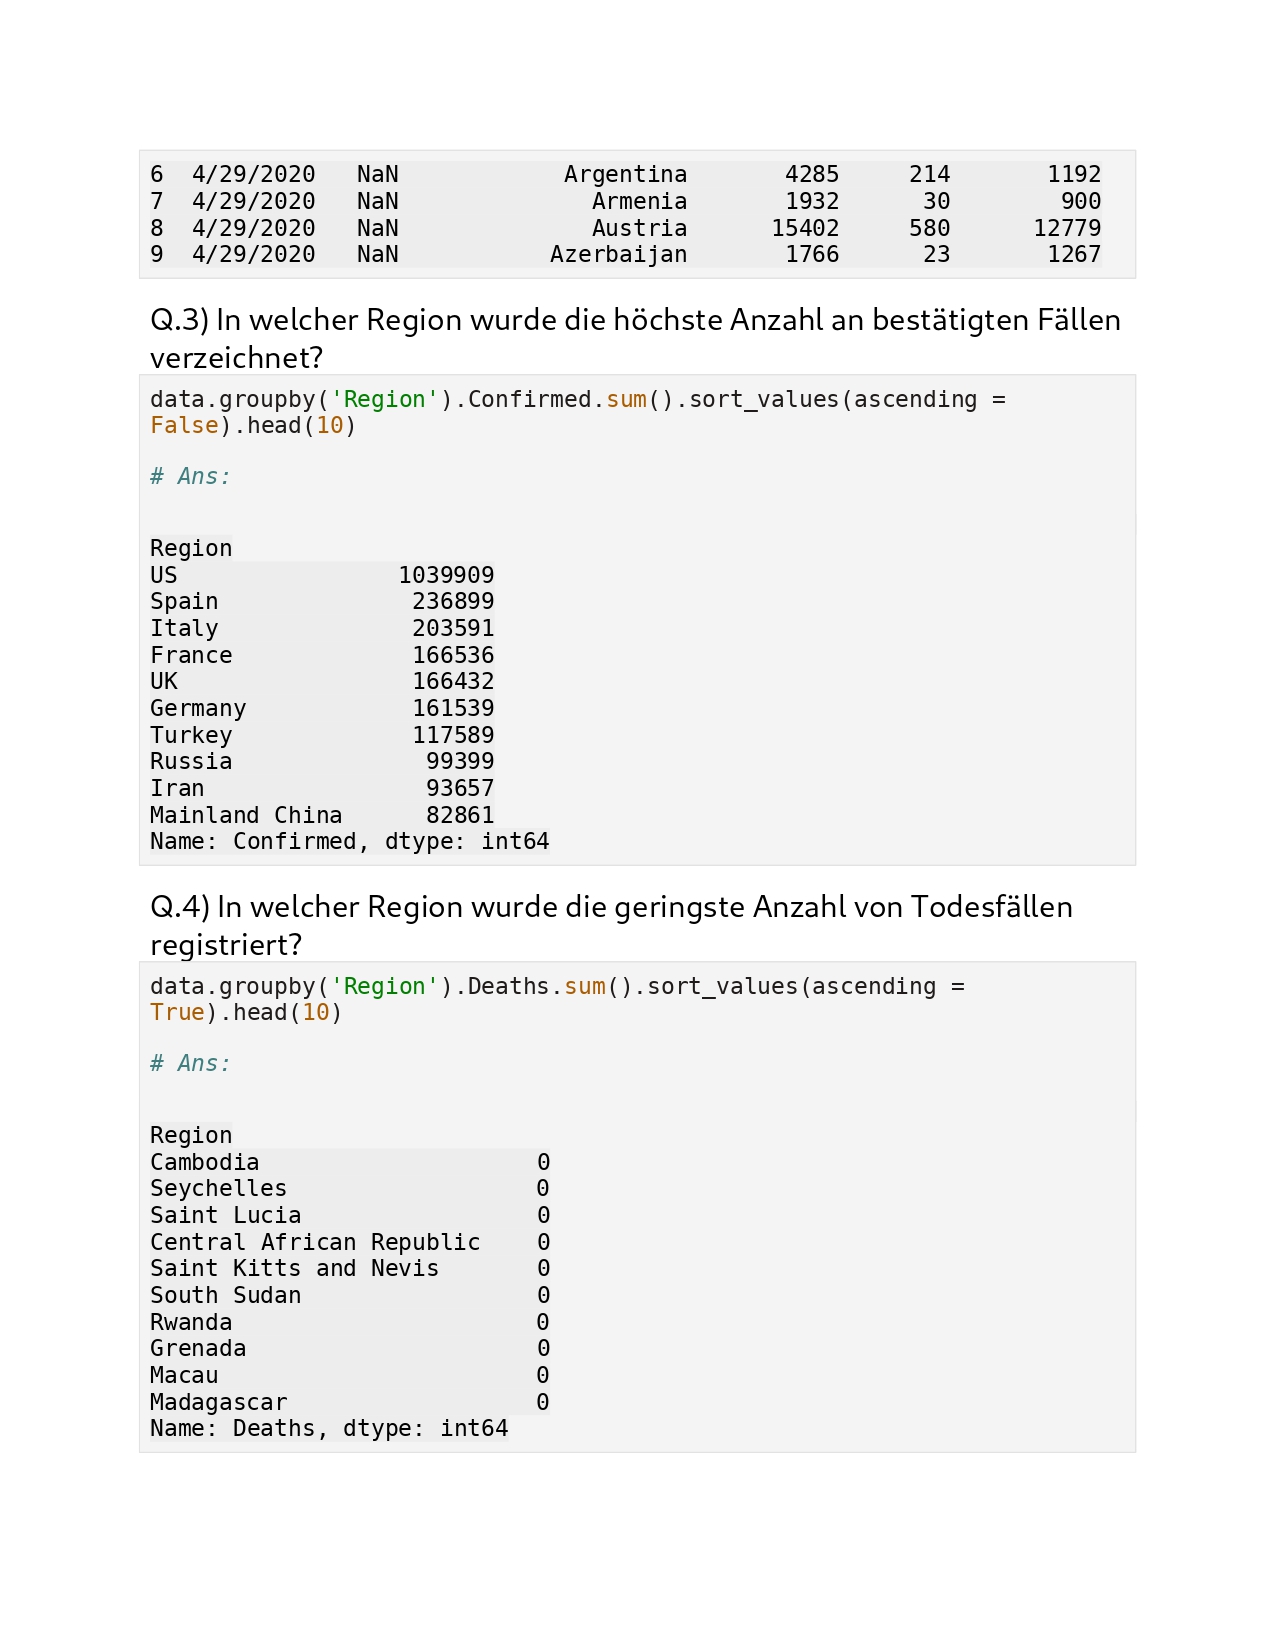 6  4/29/2020   NaN            Argentina       4285     214       1192
7  4/29/2020   NaN              Armenia       1932      30        900
8  4/29/2020   NaN              Austria      15402     580      12779
9  4/29/2020   NaN           Azerbaijan       1766      23       1267
Q.3) In welcher Region wurde die höchste Anzahl an bestätigten Fällen
verzeichnet?
data.groupby('Region').Confirmed.sum().sort_values(ascending =
False).head(10)
# Ans:
Region
US                1039909
Spain              236899
Italy              203591
France             166536
UK                 166432
Germany            161539
Turkey             117589
Russia              99399
Iran                93657
Mainland China      82861
Name: Confirmed, dtype: int64
Q.4) In welcher Region wurde die geringste Anzahl von Todesfällen
registriert?
data.groupby('Region').Deaths.sum().sort_values(ascending =
True).head(10)
# Ans:
Region
Cambodia                    0
Seychelles                  0
Saint Lucia                 0
Central African Republic    0
Saint Kitts and Nevis       0
South Sudan                 0
Rwanda                      0
Grenada                     0
Macau                       0
Madagascar                  0
Name: Deaths, dtype: int64